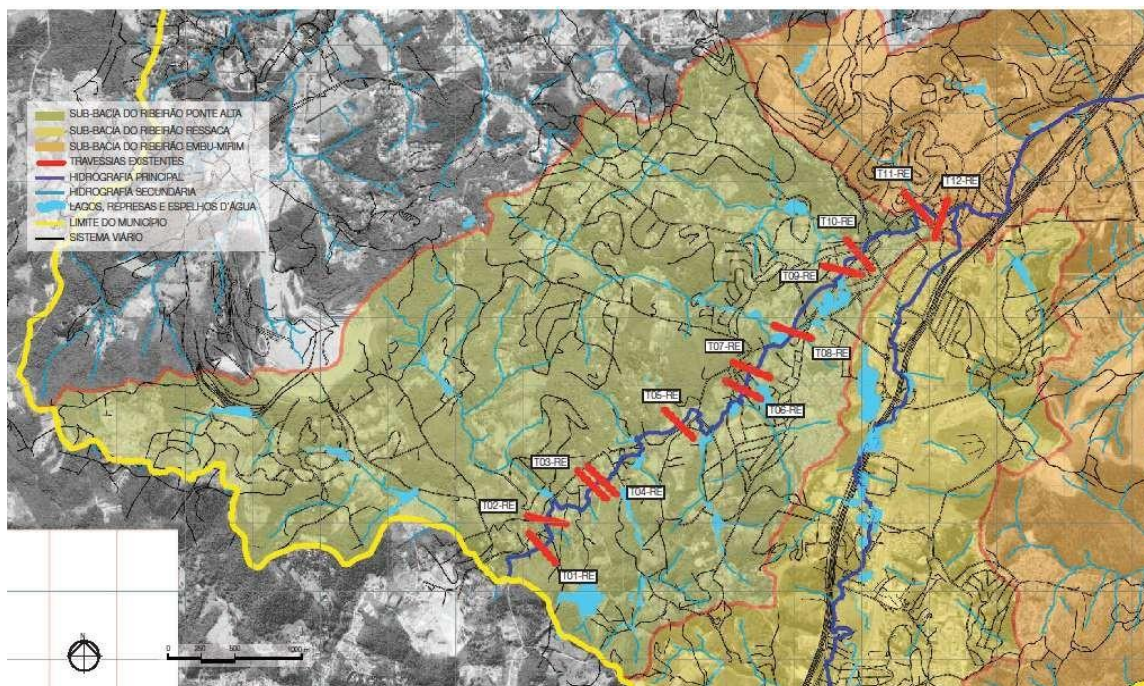 SUB-BACIA DO RIBEIRÃO PONTE ALTA
SUB-BACIA DO RIBEIRÃO RESSACA
SUB-BACIA DO RIBEIRÃO EMBU-MIRIM
TRAVESSIAS EXISTENTES
HIDROGRAFIA PRINCIPAL
HIDROGRAFIA SECUNDÁRIA
LAGOS, REPRESAS E ESPELHOS D'ÁGUA
LIMITE DO MUNICÍPIO
SISTEMA VIÁRIO
T11-RE
T12-RE
T10-RE
T09-RE
T08-RE
T07-RE
T06-RE
T05-RE
T03-RE
T04-RE
T02-RE
T01-RE
N
0 250 500 1000 m